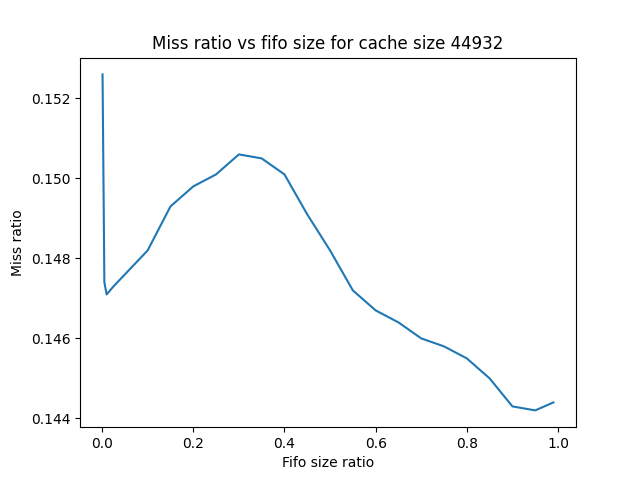 Miss ratio vs fifo size for cache size 44932
0.152
0.150
0.148
0.146
0.144
Miss ratio
0.0 0.2 0.4 0.6 0.8 1.0
Fifo size ratio